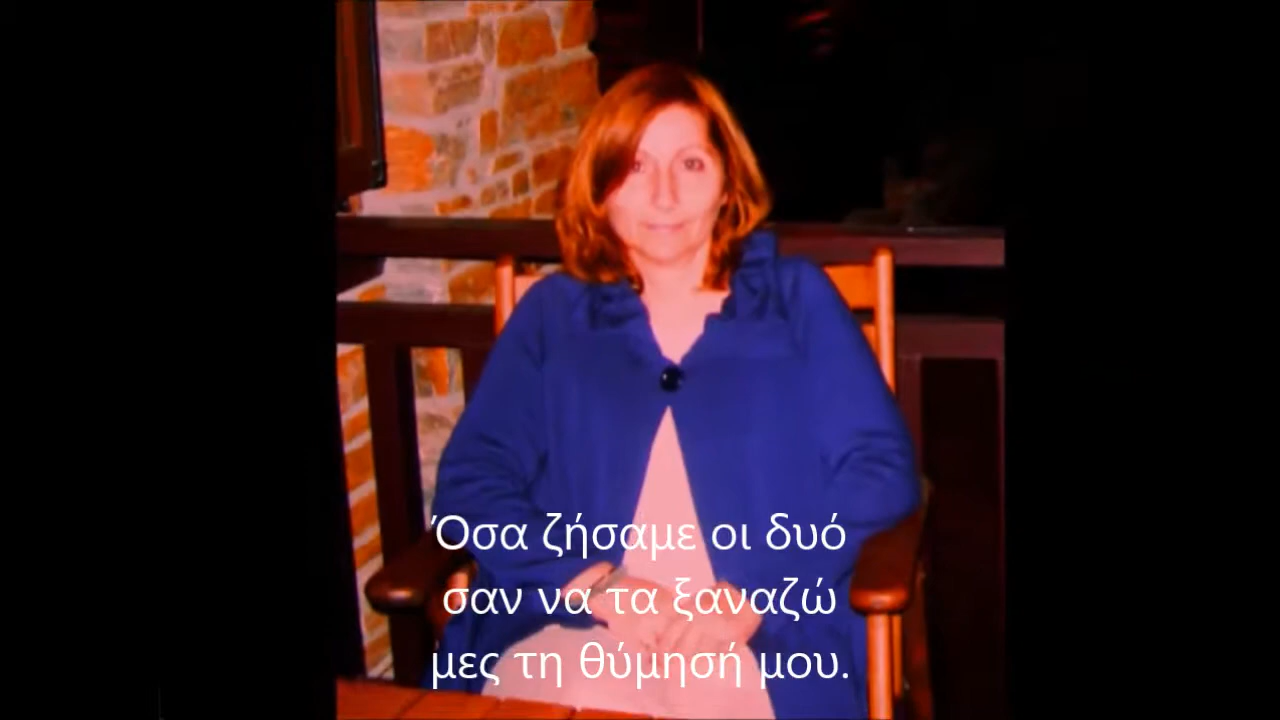 Όσα ζήσαμε οι δυό
σαν να τα ξαναζώ
μες τη θύμησή μου.